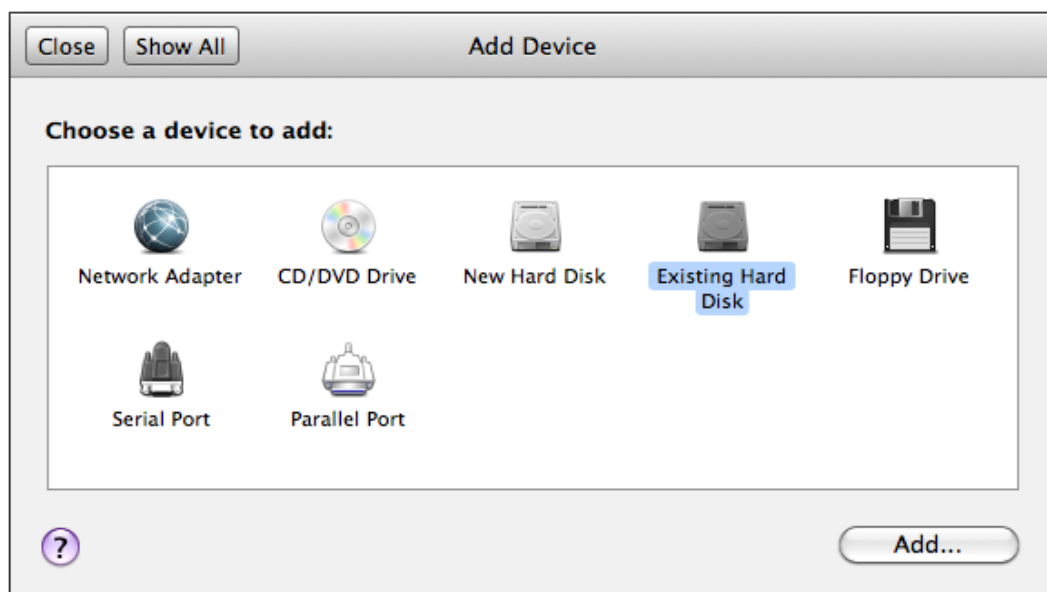 Close Show All Add Device
Choose a device to add:
Network Adapter CD/DVD Drive New Hard Disk Existing Hard Disk Floppy Drive
Serial Port Parallel Port
? Add...